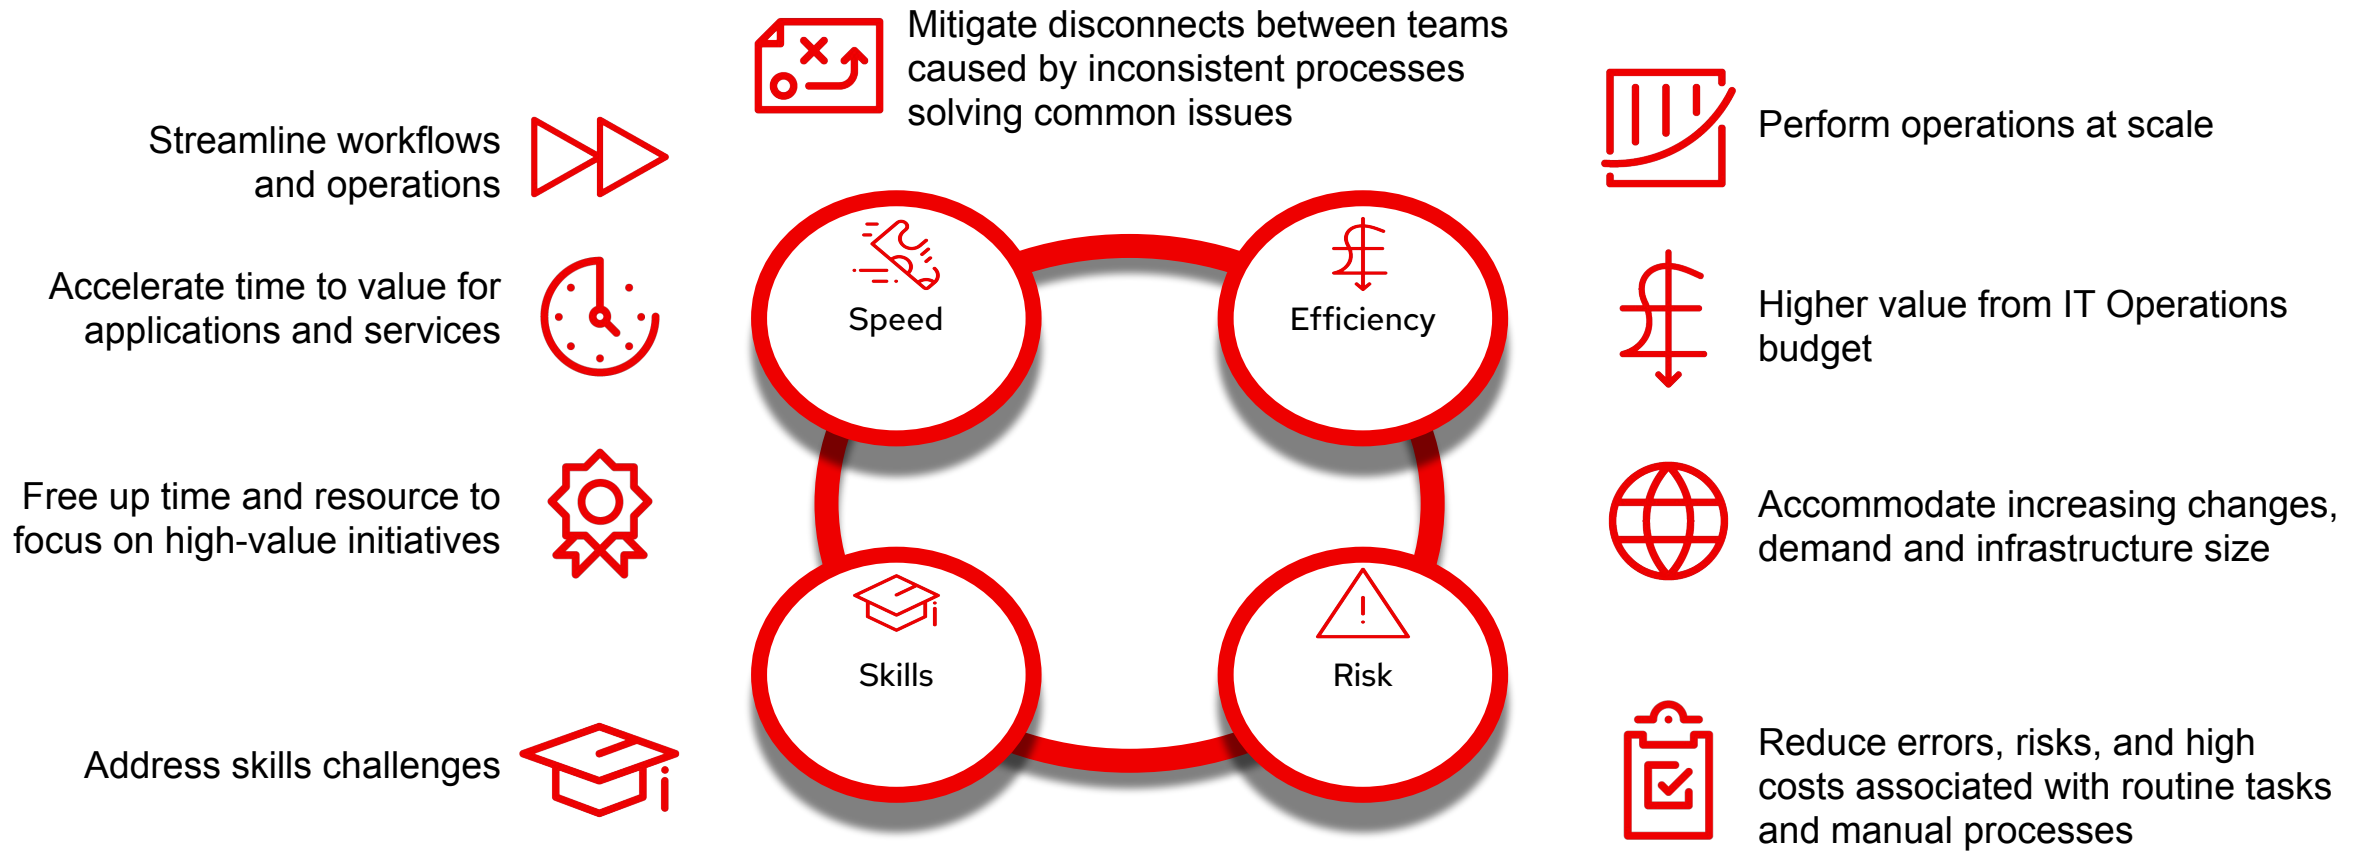 Mitigate disconnects between teams
caused by inconsistent processes
solving common issues
Streamline workflows
and operations
Accelerate time to value for
applications and services
Free up time and resource to
focus on high-value initiatives
Address skills challenges
Speed
Efficiency
Skills
Risk
Perform operations at scale
Higher value from IT Operations
budget
Accommodate increasing changes,
demand and infrastructure size
Reduce errors, risks, and high
costs associated with routine tasks
and manual processes